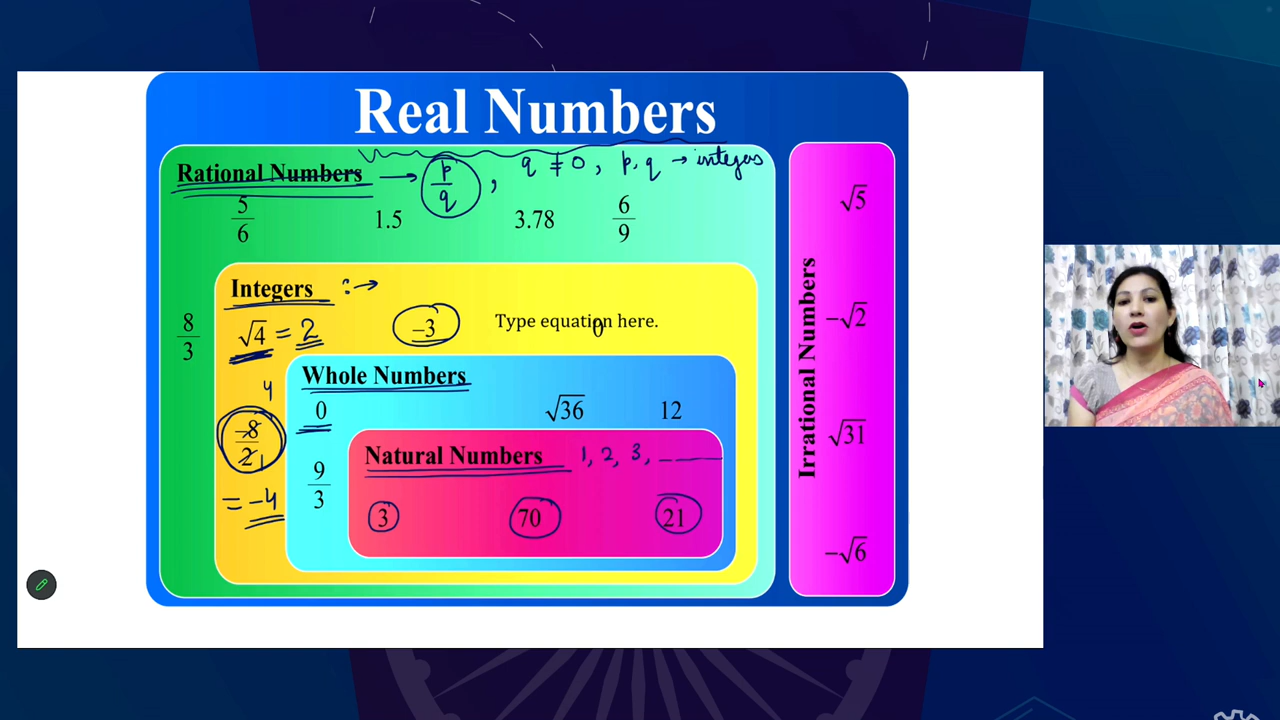 Real Numbers
Rational Numbers → p/q , q ≠ 0 , p, q → integers
5/6 1.5 3.78 6/9
8/3
Integers :→
√4 = 2 -3 Type equation here. 0
4
-8/2 1
= -4
Whole Numbers
0 √36 12
9/3
Natural Numbers 1, 2, 3, ___
3 70 21
Irrational Numbers
√5
-√2
√31
-√6